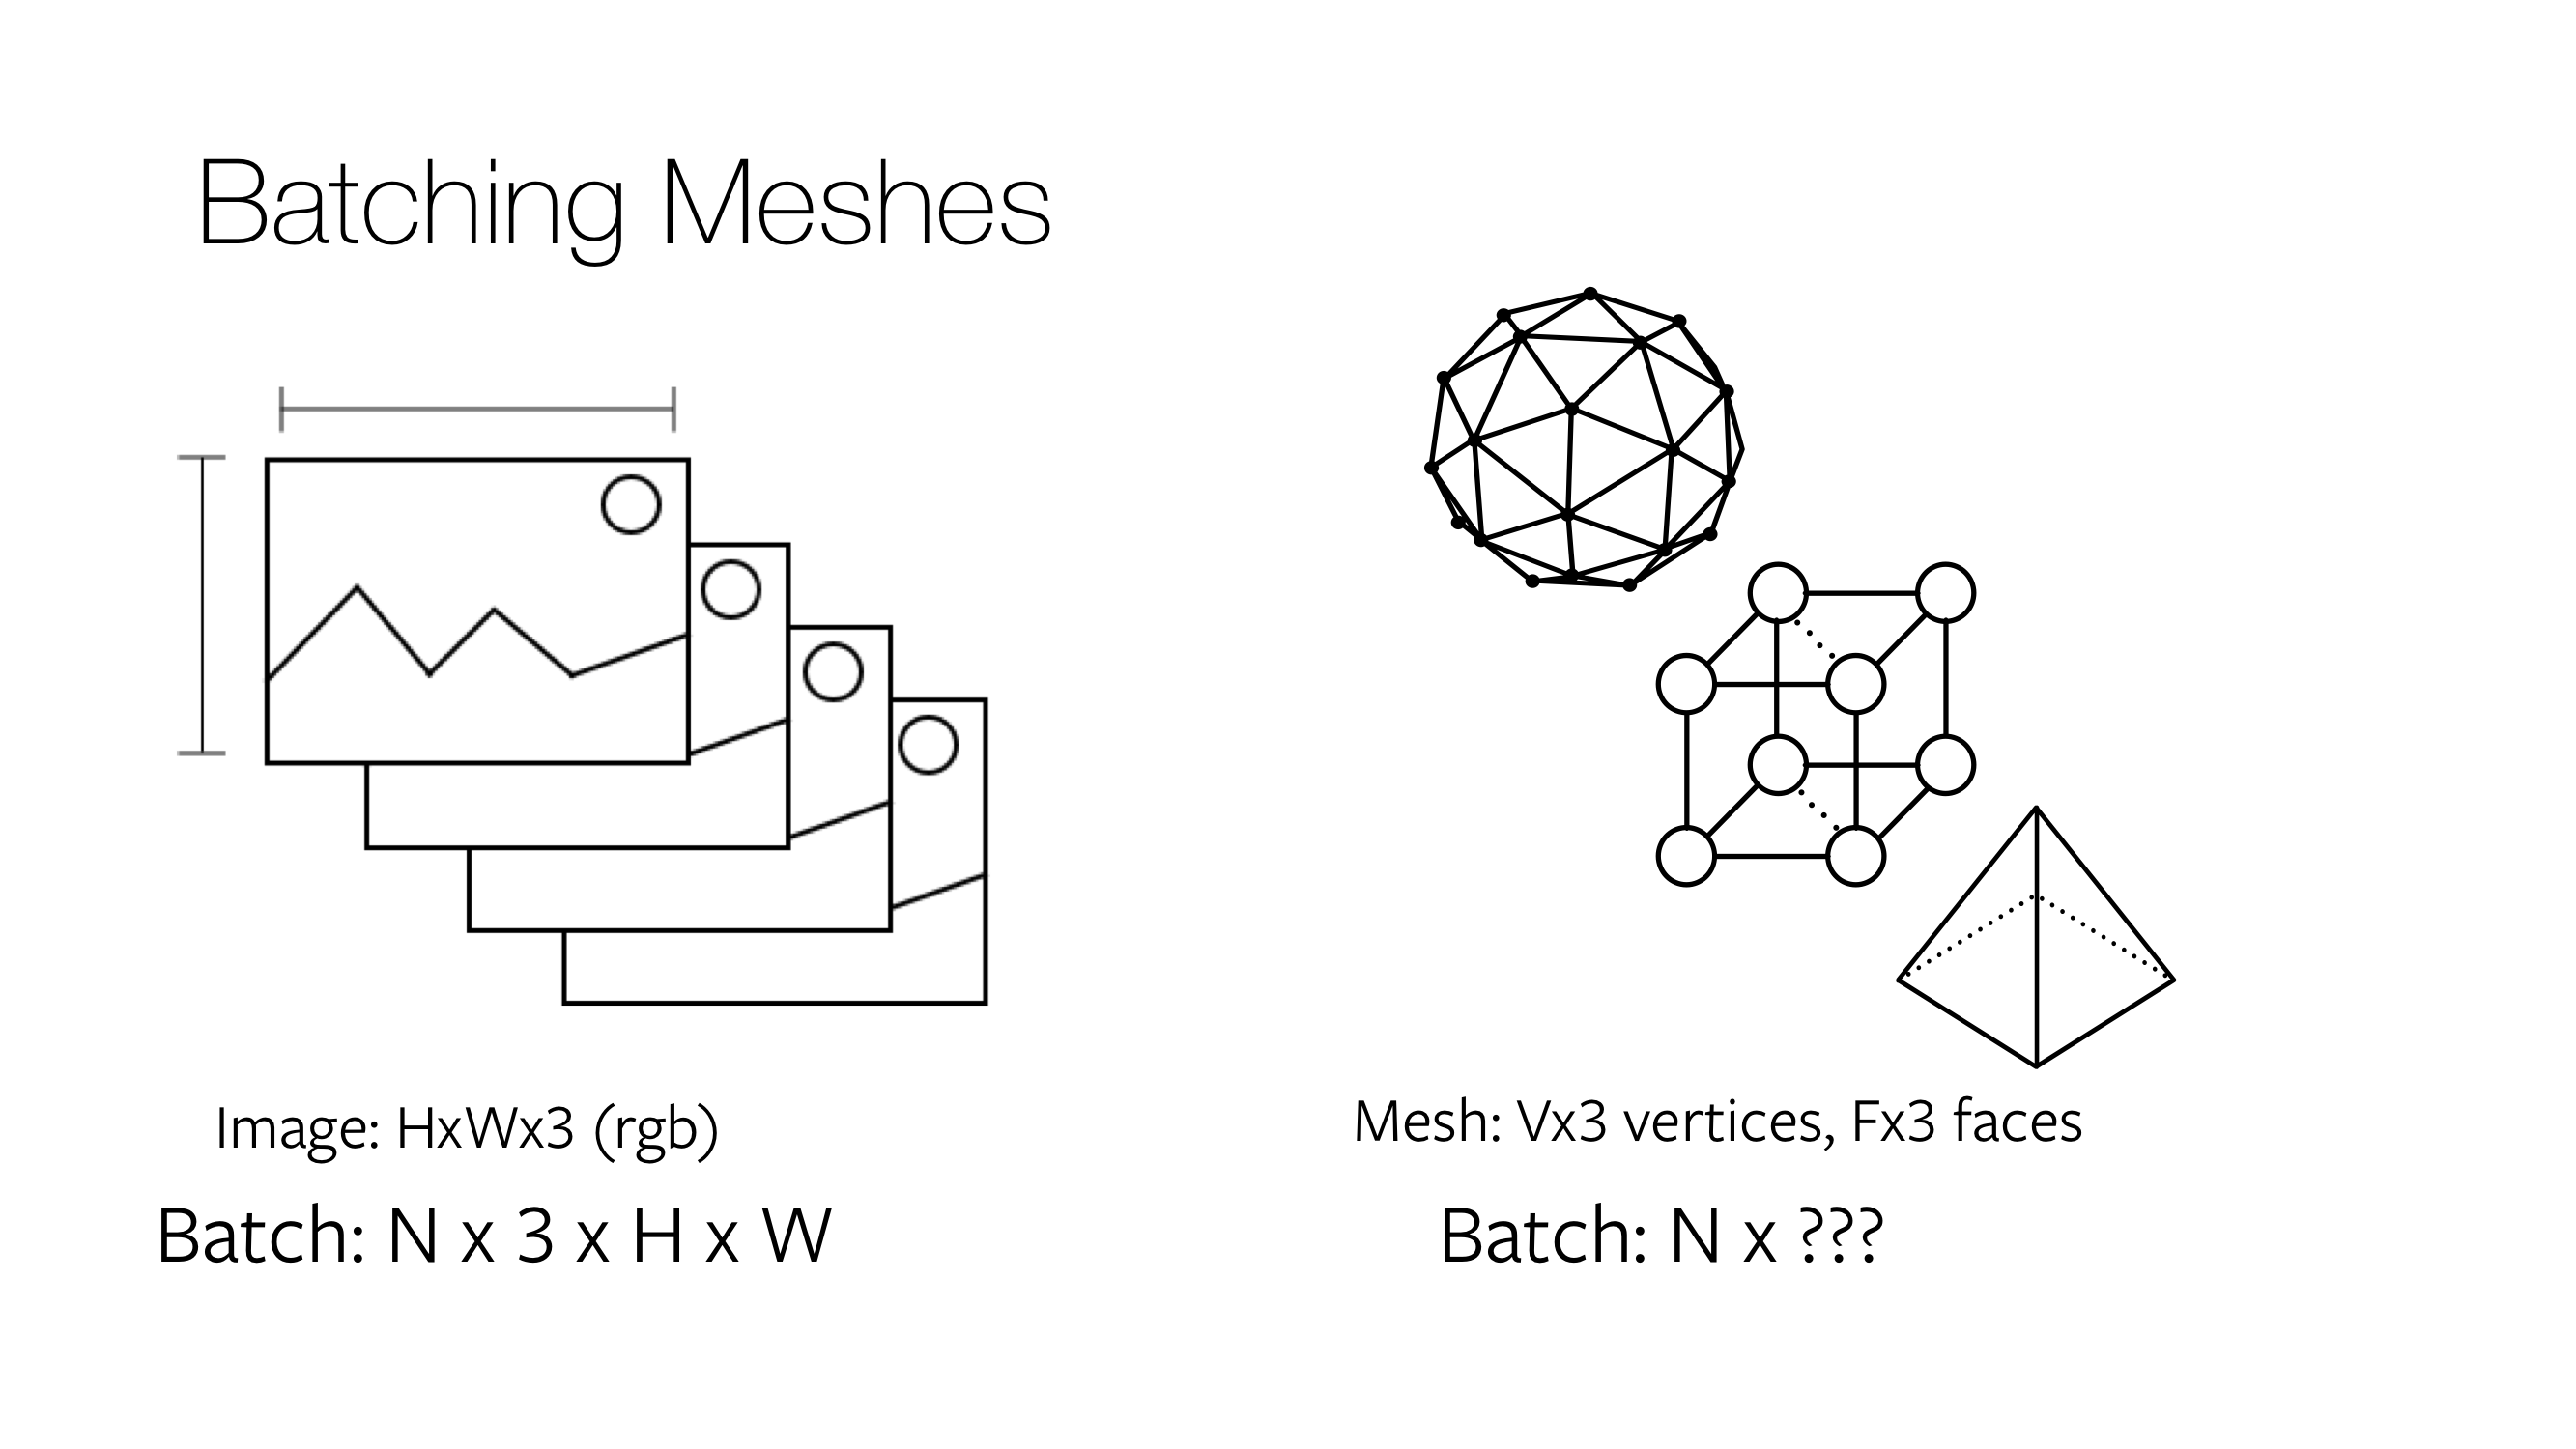 Batching Meshes
Image: HxWx3 (rgb)
Batch: N x 3 x H x W
Mesh: Vx3 vertices, Fx3 faces
Batch: N x ???